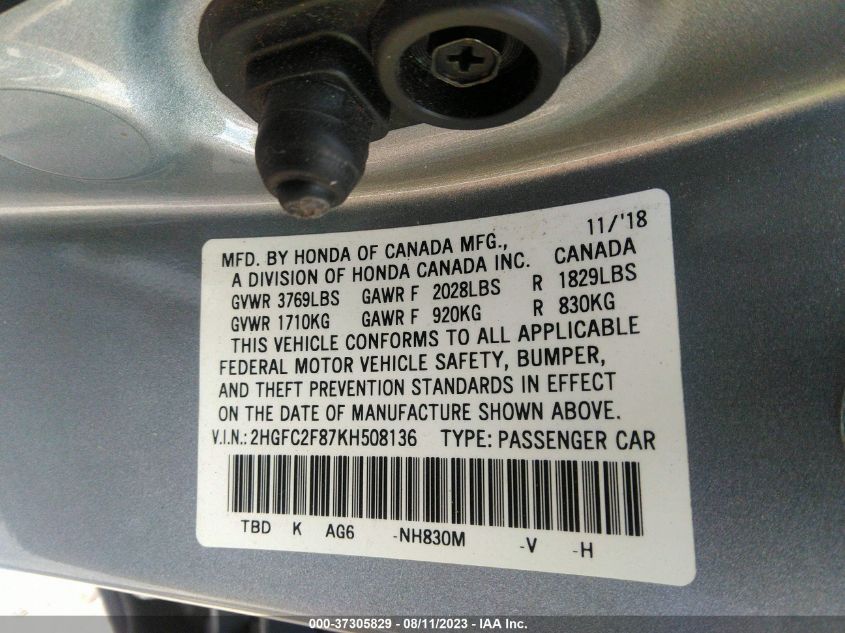 11/'18
MFD. BY HONDA OF CANADA MFG.,
A DIVISION OF HONDA CANADA INC. CANADA
GVWR 3769LBS GAWR F 2028LBS R 1829LBS
GVWR 1710KG GAWR F 920KG R 830KG
THIS VEHICLE CONFORMS TO ALL APPLICABLE
FEDERAL MOTOR VEHICLE SAFETY, BUMPER,
AND THEFT PREVENTION STANDARDS IN EFFECT
ON THE DATE OF MANUFACTURE SHOWN ABOVE.
V.I.N.: 2HGFC2F87KH508136 TYPE: PASSENGER CAR
TBD K AG6 -NH830M -V -H
000-37305829 - 08/11/2023 - IAA Inc.